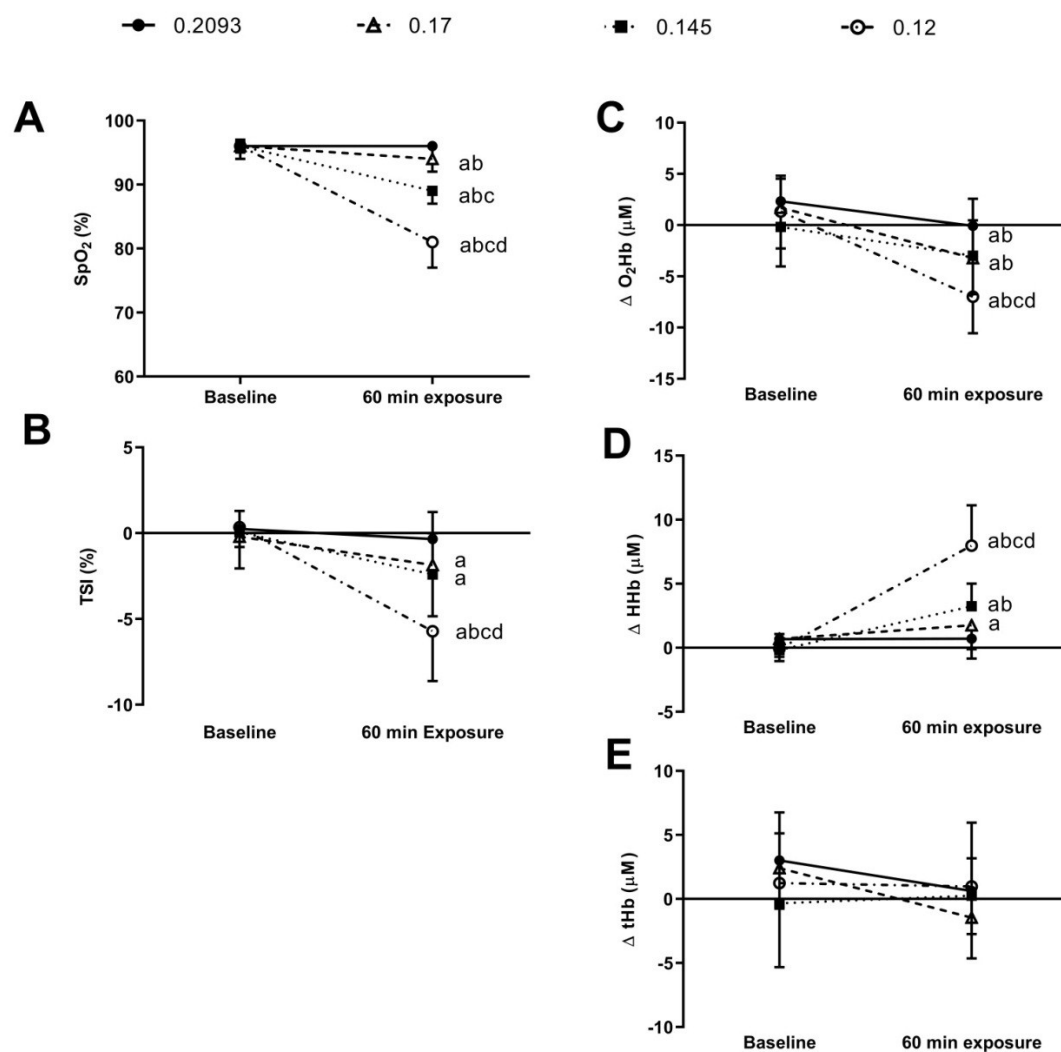 0.2093 0.17 0.145 0.12
A
100
90
80
70
60
SpO₂ (%)
ab
abc
abcd
Baseline 60 min exposure
B
5
0
-5
-10
TSI (%)
a
a
abcd
Baseline 60 min Exposure
C
10
5
0
-5
-10
-15
Δ O₂Hb (μM)
ab
ab
abcd
Baseline 60 min exposure
D
15
10
5
0
-5
Δ HHb (μM)
abcd
ab
a
Baseline 60 min exposure
E
10
5
0
-5
-10
Δ tHb (μM)
Baseline 60 min exposure